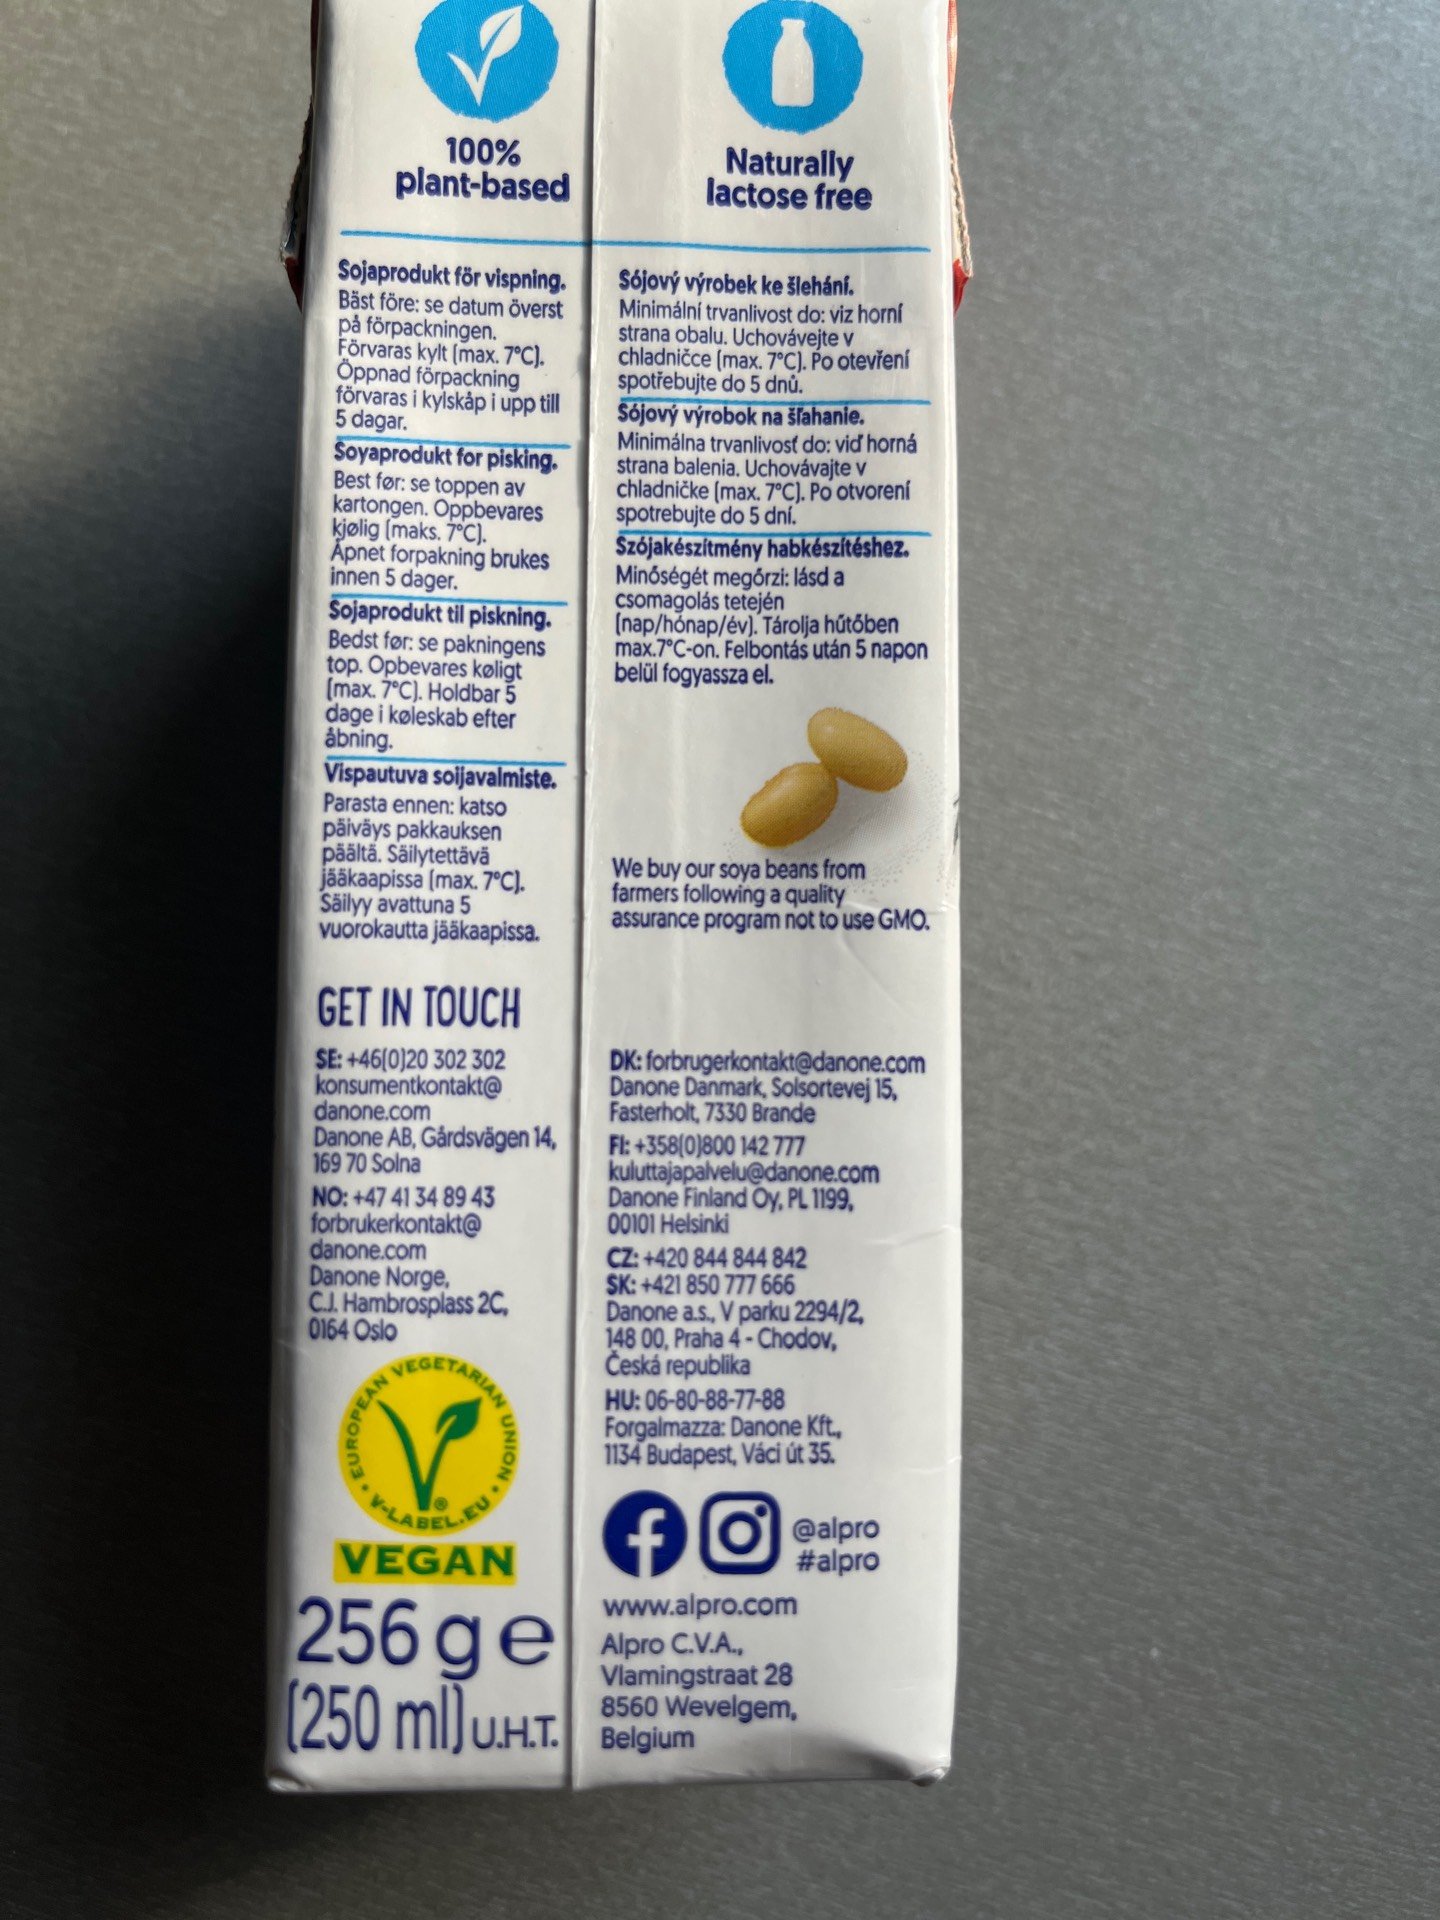 100%
plant-based
Naturally
lactose free
Sojaprodukt för vispning.
Bäst före: se datum överst
på förpackningen.
Förvaras kylt (max. 7°C).
Öppnad förpackning
förvaras i kylskåp i upp till
5 dagar.
Soyaprodukt for pisking.
Best før: se toppen av
kartongen. Oppbevares
kjølig (maks. 7°C).
Åpnet forpakning brukes
innen 5 dager.
Sojaprodukt til piskning.
Bedst før: se pakningens
top. Opbevares køligt
(max. 7°C). Holdbar 5
dage i køleskab efter
åbning.
Vispautuva soijavalmiste.
Parasta ennen: katso
päiväys pakkauksen
päältä. Säilytettävä
jääkaapissa (max. 7°C).
Säilyy avattuna 5
vuorokautta jääkaapissa.
Sójový výrobek ke šlehání.
Minimální trvanlivost do: viz horní
strana obalu. Uchovávejte v
chladničce (max. 7°C). Po otevření
spotřebujte do 5 dnů.
Sójový výrobok na šľahanie.
Minimálna trvanlivosť do: viď horná
strana balenia. Uchovávajte v
chladničke (max. 7°C). Po otvorení
spotrebujte do 5 dní.
Szójakészítmény habkészítéshez.
Minőségét megőrzi: lásd a
csomagolás tetején
(nap/hónap/év). Tárolja hűtőben
max.7°C-on. Felbontás után 5 napon
belül fogyassza el.
We buy our soya beans from
farmers following a quality
assurance program not to use GMO.
GET IN TOUCH
SE: +46(0)20 302 302
konsumentkontakt@
danone.com
Danone AB, Gårdsvägen 14,
169 70 Solna
NO: +47 41 34 89 43
forbrukerkontakt@
danone.com
Danone Norge,
C.J. Hambrosplass 2C,
0164 Oslo
DK: forbrugerkontakt@danone.com
Danone Danmark, Solsortevej 15,
Fasterholt, 7330 Brande
FI: +358(0)800 142 777
kuluttajapalvelu@danone.com
Danone Finland Oy, PL 1199,
00101 Helsinki
CZ: +420 844 844 842
SK: +421 850 777 666
Danone a.s., V parku 2294/2,
148 00, Praha 4 - Chodov,
Česká republika
HU: 06-80-88-77-88
Forgalmazza: Danone Kft.,
1134 Budapest, Váci út 35.
EUROPEAN VEGETARIAN UNION
V-LABEL.EU
®
VEGAN
256 g e
(250 ml) U.H.T.
@alpro
#alpro
www.alpro.com
Alpro C.V.A.,
Vlamingstraat 28
8560 Wevelgem,
Belgium